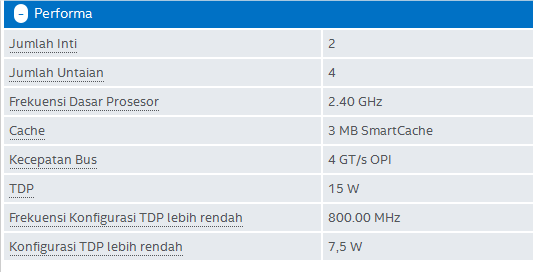 Performa
Jumlah Inti 2
Jumlah Untaian 4
Frekuensi Dasar Prosesor 2.40 GHz
Cache 3 MB SmartCache
Kecepatan Bus 4 GT/s OPI
TDP 15 W
Frekuensi Konfigurasi TDP lebih rendah 800.00 MHz
Konfigurasi TDP lebih rendah 7,5 W